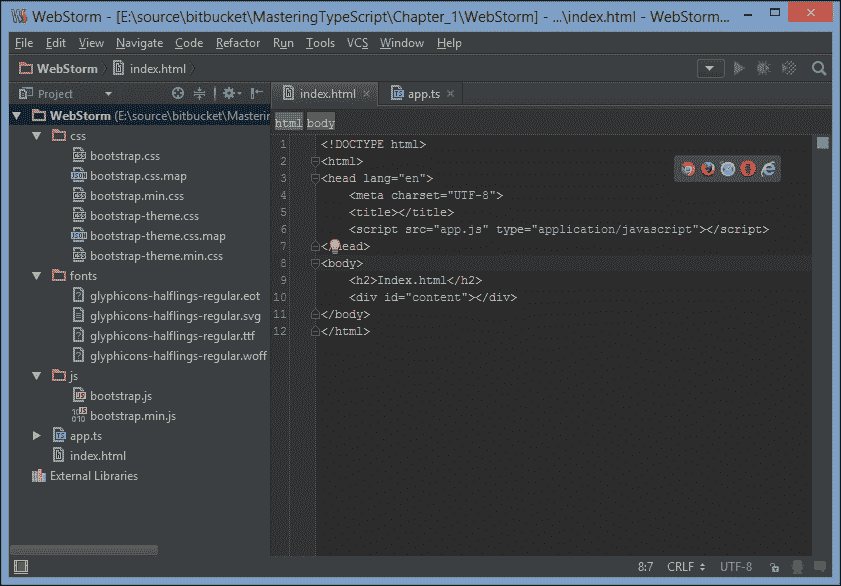 WebStorm - [E:\source\bitbucket\MasteringTypeScript\Chapter_1\WebStorm] - ...\index.html - WebStorm...
File Edit View Navigate Code Refactor Run Tools VCS Window Help
WebStorm index.html
Project
index.html app.ts
WebStorm (E:\source\bitbucket\Masterin
css
bootstrap.css
bootstrap.css.map
bootstrap.min.css
bootstrap-theme.css
bootstrap-theme.css.map
bootstrap-theme.min.css
fonts
glyphicons-halflings-regular.eot
glyphicons-halflings-regular.svg
glyphicons-halflings-regular.ttf
glyphicons-halflings-regular.woff
js
bootstrap.js
bootstrap.min.js
app.ts
index.html
External Libraries
html body
1 <!DOCTYPE html>
2 <html>
3 <head lang="en">
4 <meta charset="UTF-8">
5 <title></title>
6 <script src="app.js" type="application/javascript"></script>
7 </head>
8 <body>
9 <h2>Index.html</h2>
10 <div id="content"></div>
11 </body>
12 </html>
8:7 CRLF UTF-8